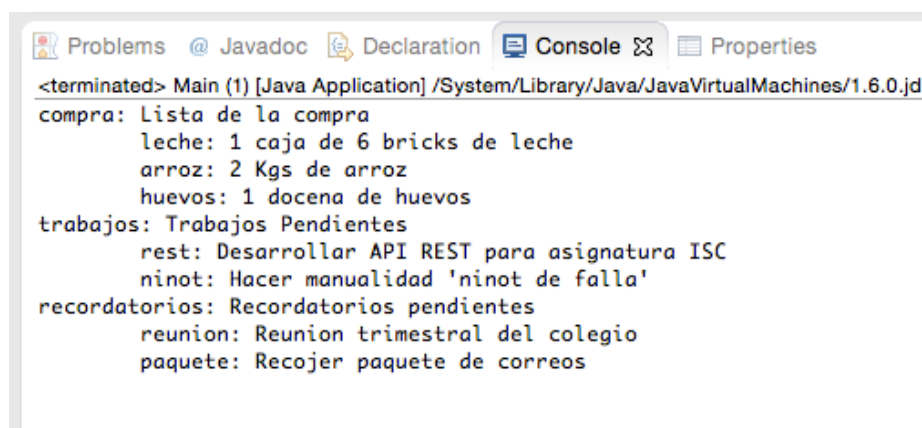 Problems @ Javadoc Declaration Console Properties
<terminated> Main (1) [Java Application] /System/Library/Java/JavaVirtualMachines/1.6.0.jd
compra: Lista de la compra
leche: 1 caja de 6 bricks de leche
arroz: 2 Kgs de arroz
huevos: 1 docena de huevos
trabajos: Trabajos Pendientes
rest: Desarrollar API REST para asignatura ISC
ninot: Hacer manualidad 'ninot de falla'
recordatorios: Recordatorios pendientes
reunion: Reunion trimestral del colegio
paquete: Recojer paquete de correos